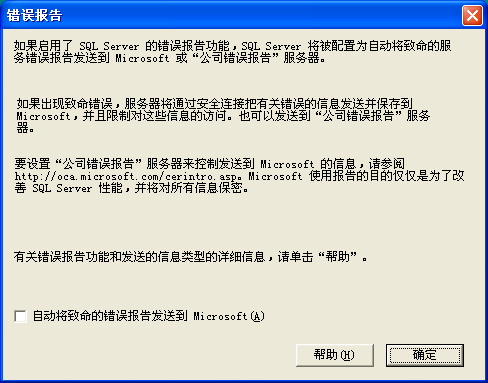 错误报告
如果启用了 SQL Server 的错误报告功能,SQL Server 将被配置为自动将致命的服
务错误报告发送到 Microsoft 或“公司错误报告”服务器。
如果出现致命错误,服务器将通过安全连接把有关错误的信息发送并保存到
Microsoft,并且限制对这些信息的访问。也可以发送到“公司错误报告”服务
器。
要设置“公司错误报告”服务器来控制发送到 Microsoft 的信息,请参阅
http://oca.microsoft.com/cerintro.asp。Microsoft 使用报告的目的仅仅是为了改
善 SQL Server 性能,并将对所有信息保密。
有关错误报告功能和发送的信息类型的详细信息,请单击“帮助”。
自动将致命的错误报告发送到 Microsoft(A)
帮助(H) 确定